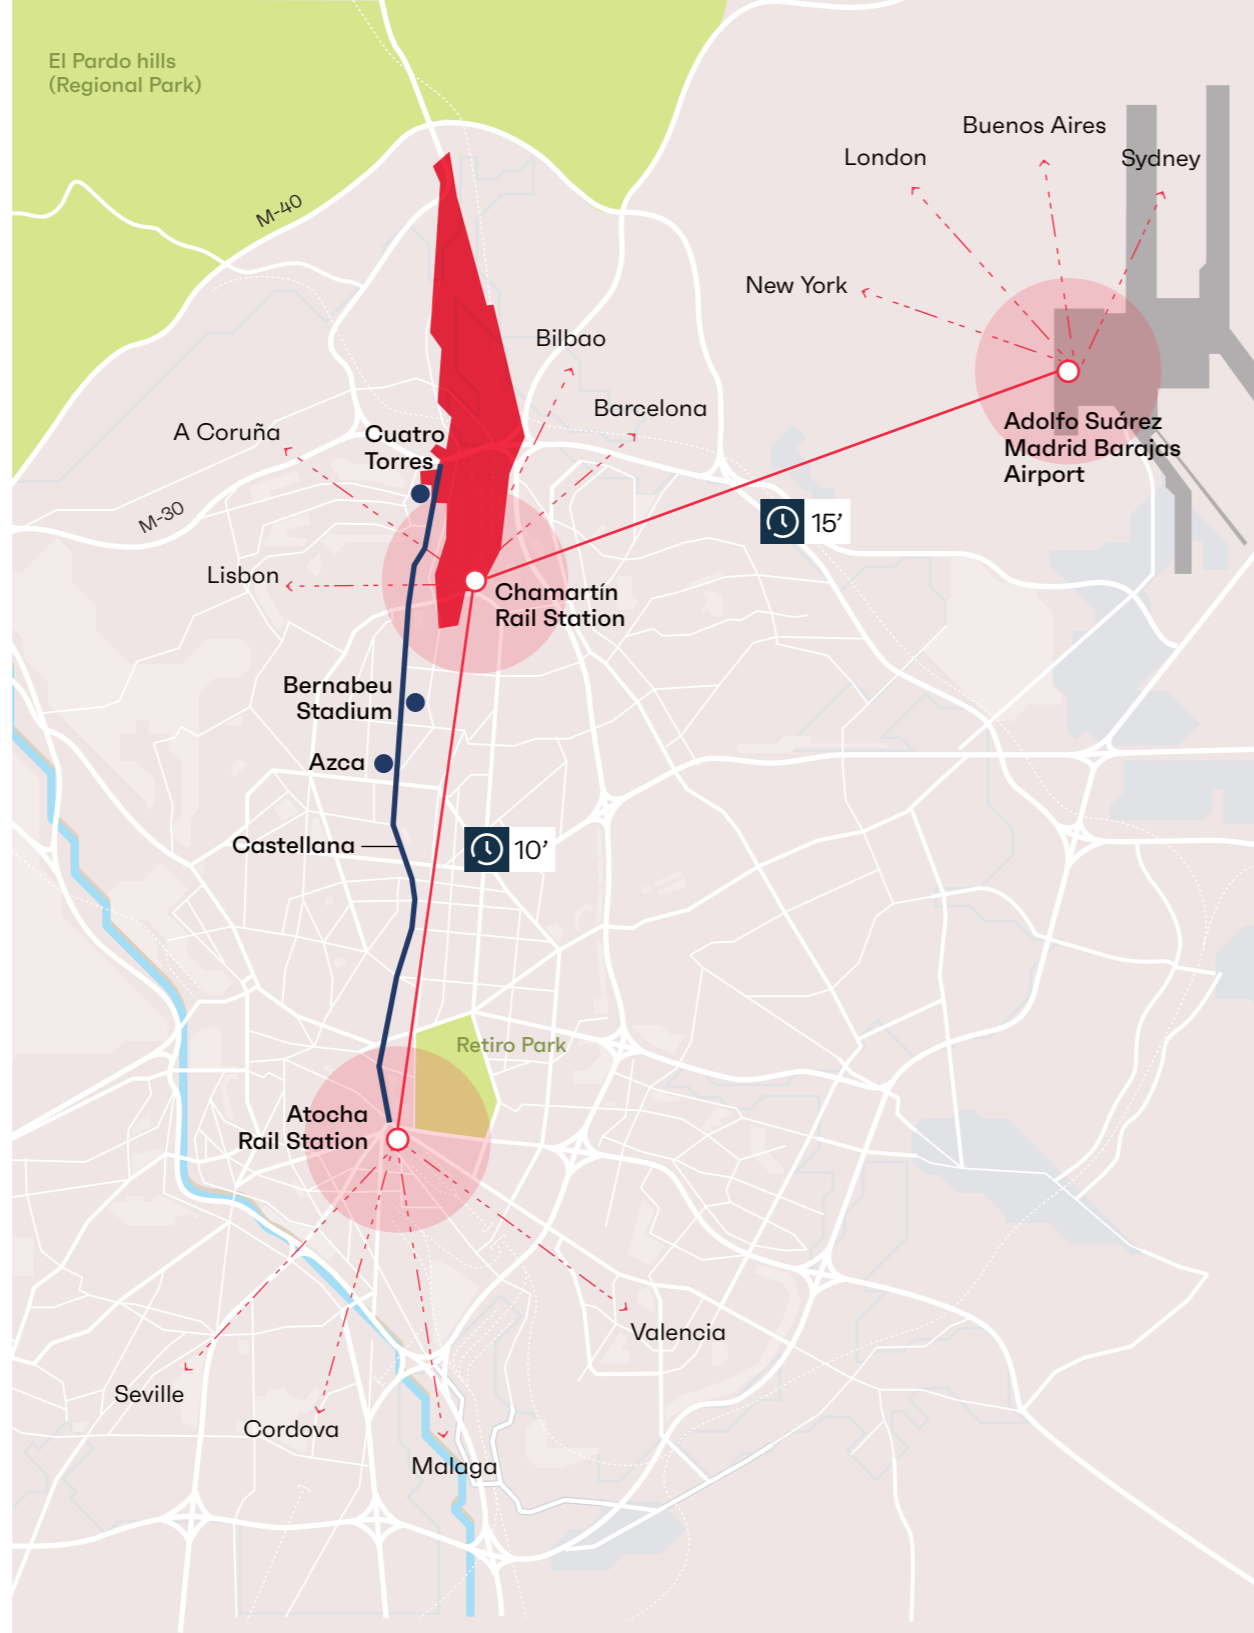 El Pardo hills
(Regional Park)
Buenos Aires
London
Sydney
M-40
New York
Bilbao
Barcelona
A Coruña
Cuatro
Torres
Adolfo Suárez
Madrid Barajas
Airport
M-30
15’
Lisbon
Chamartín
Rail Station
Bernabeu
Stadium
Azca
Castellana
10’
Retiro Park
Atocha
Rail Station
Valencia
Seville
Cordova
Malaga